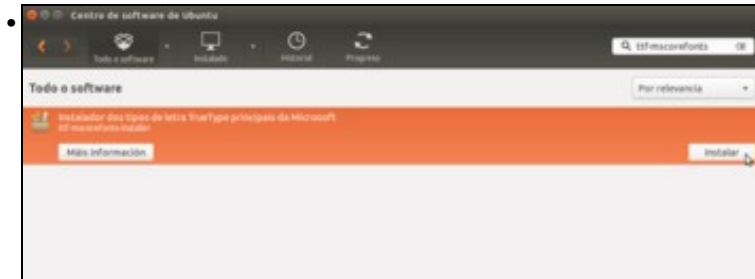 Centro de software de Ubuntu
Todo o software
Instalado
Historial
Progreso
ttf-mscorefonts
Todo o software
Por relevancia
Instalador dos tipos de letra TrueType principais da Microsoft
ttf-mscorefonts-installer
Máis información
Instalar